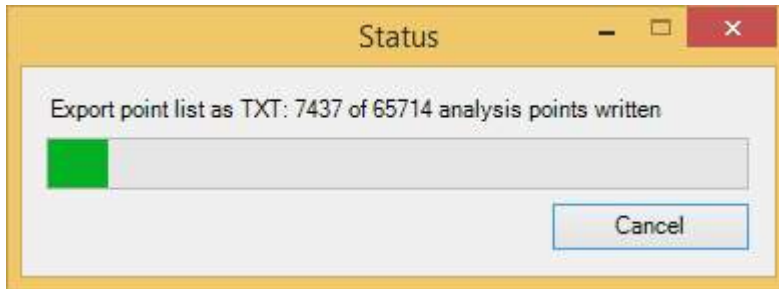 Status
Export point list as TXT: 7437 of 65714 analysis points written
Cancel